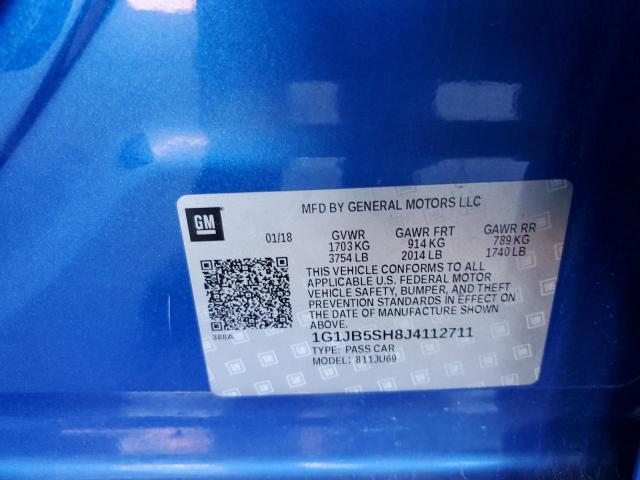 MFD BY GENERAL MOTORS LLC
GM
01/18
GVWR GAWR FRT GAWR RR
1703 KG 914 KG 789 KG
3754 LB 2014 LB 1740 LB
THIS VEHICLE CONFORMS TO ALL
APPLICABLE U.S. FEDERAL MOTOR
VEHICLE SAFETY, BUMPER, AND THEFT
PREVENTION STANDARDS IN EFFECT ON
THE DATE OF MANUFACTURE SHOWN
ABOVE.
388A
1G1JB5SH8J4112711
TYPE: PASS CAR
MODEL: 811JU69